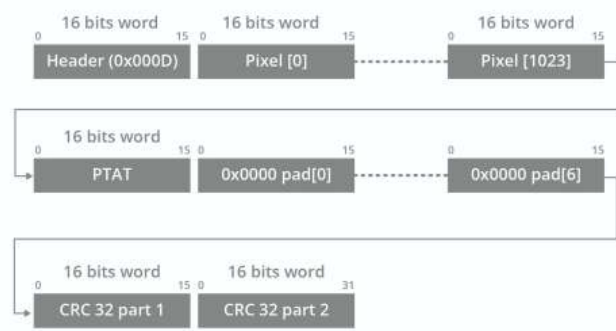 16 bits word 16 bits word 16 bits word
0 15 0 15 0 15
Header (0x000D) Pixel [0] Pixel [1023]
16 bits word
0 15 0 15 0 15
PTAT 0x0000 pad[0] 0x0000 pad[6]
16 bits word 16 bits word
0 15 0 31
CRC 32 part 1 CRC 32 part 2